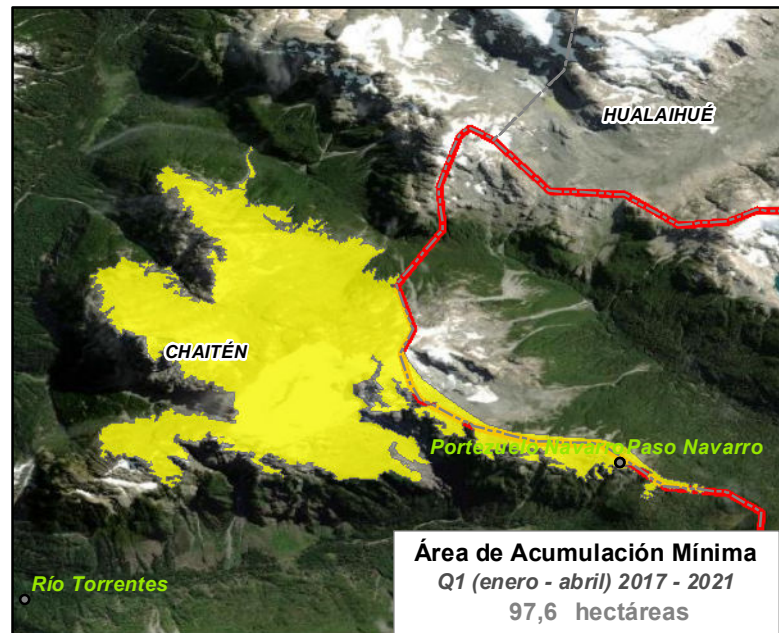 HUALAIHUÉ
CHAITÉN
Portezuelo Navarro Paso Navarro
Río Torrentes
Área de Acumulación Mínima
Q1 (enero - abril) 2017 - 2021
97,6 hectáreas